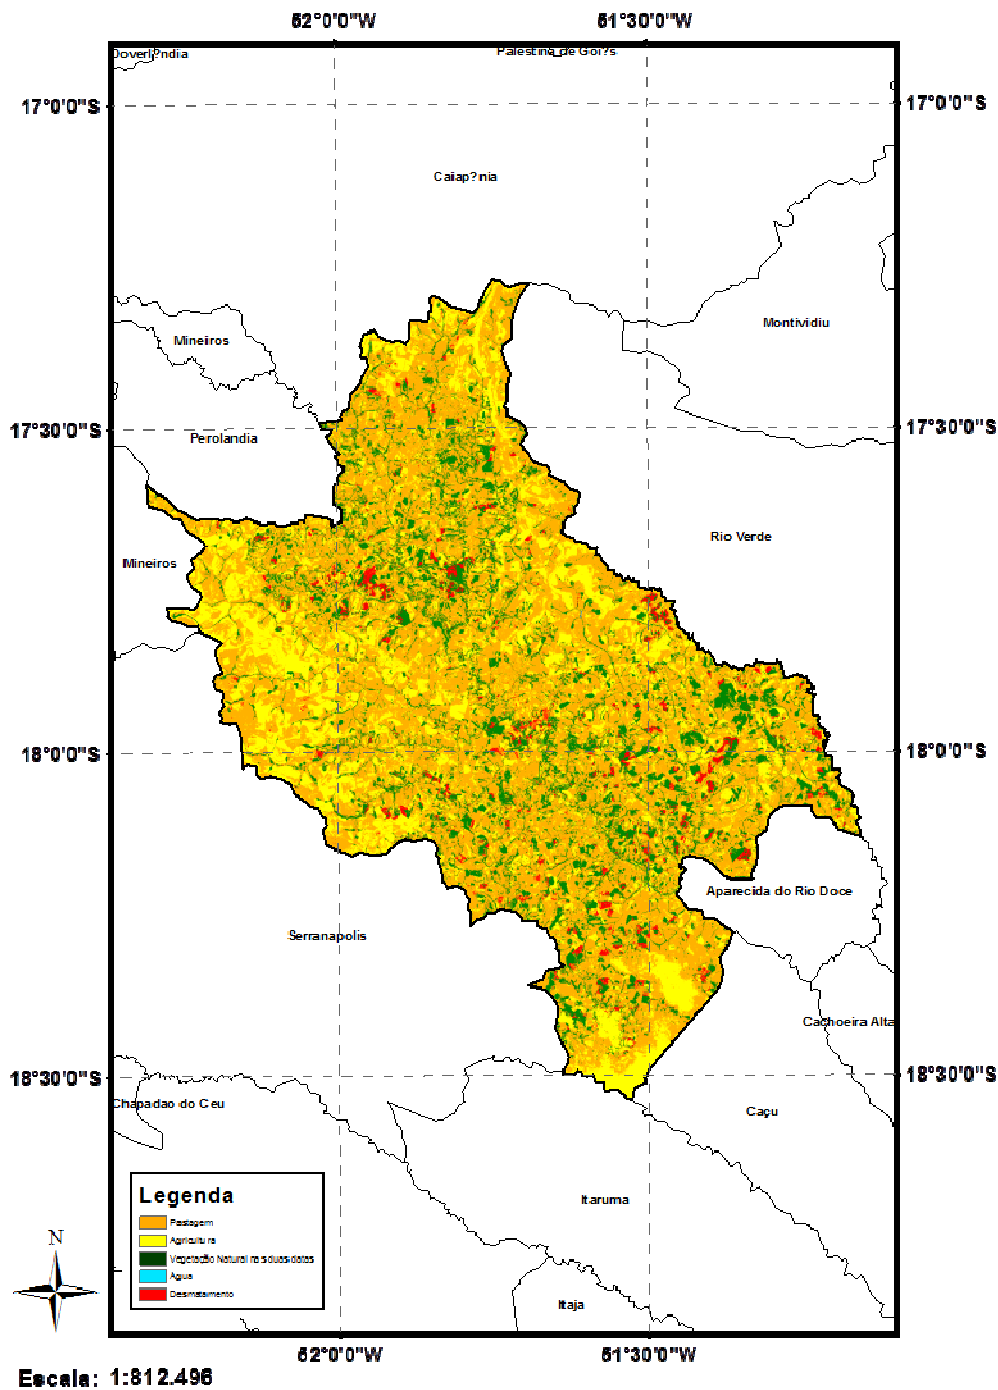 52°0'0"W
51°30'0"W
Doverl?ndia
Palestina de Goi?s
17°0'0"S
17°0'0"S
Caiap?nia
Montividiu
Mineiros
17°30'0"S
17°30'0"S
Perolandia
Rio Verde
Mineiros
18°0'0"S
18°0'0"S
Aparecida do Rio Doce
Serranapolis
Cachoeira Alta
18°30'0"S
18°30'0"S
Chapadao do Ceu
Caçu
Itaruma
Legenda
Pastagem
Agricultura
Vegetação Natural
Agua
Desmatamento
N
Itaja
52°0'0"W
51°30'0"W
Escala: 1:812.496